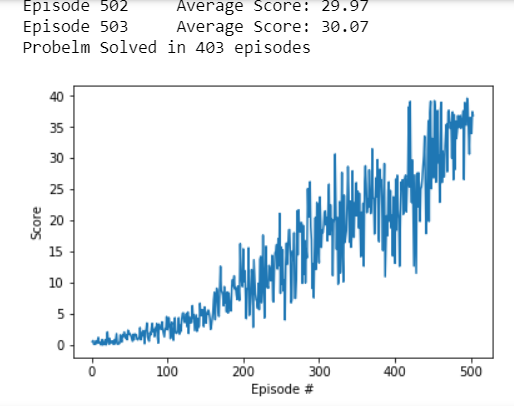 Episode 502 Average Score: 29.97
Episode 503 Average Score: 30.07
Probelm Solved in 403 episodes
40
35
30
25
20
15
10
5
0
Score
0 100 200 300 400 500
Episode #